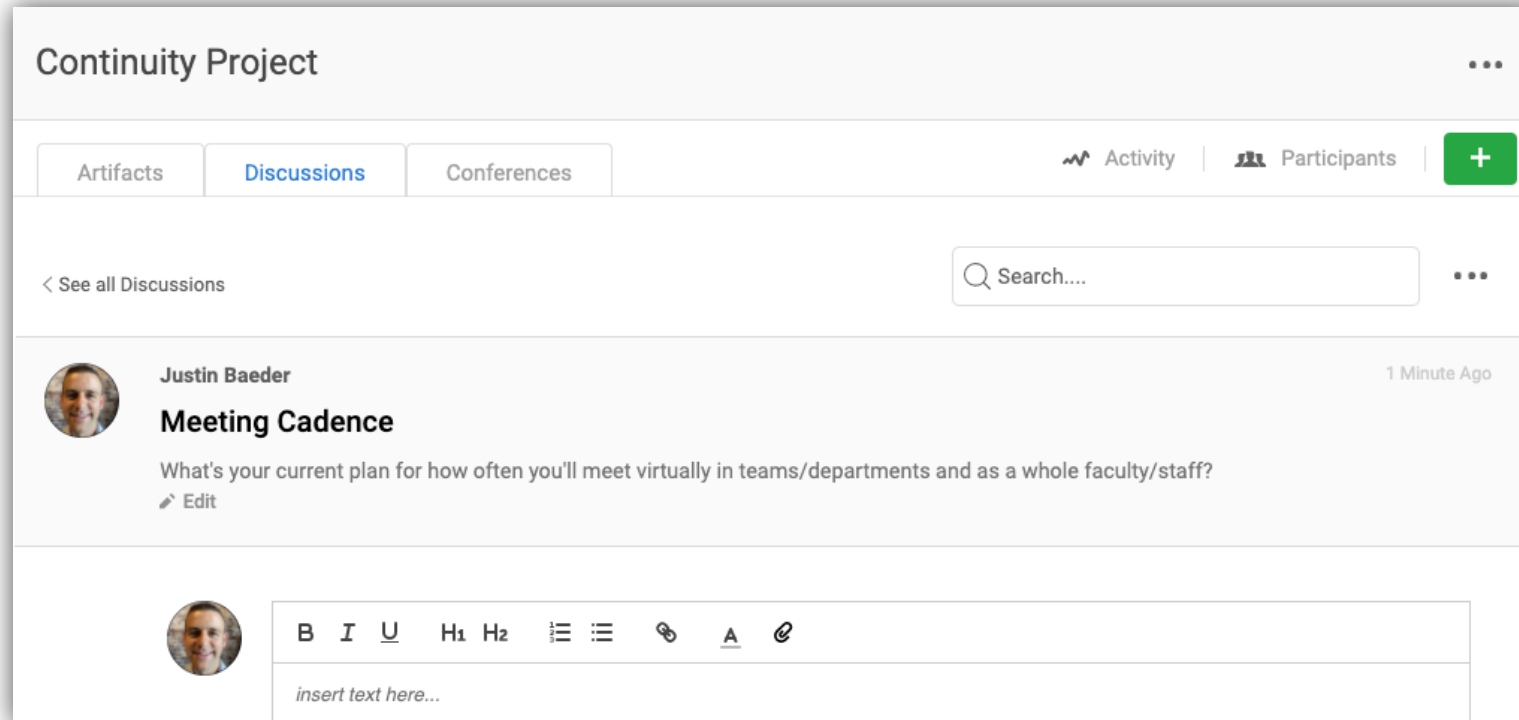 Continuity Project
Artifacts Discussions Conferences Activity Participants +
< See all Discussions Search....
Justin Baeder 1 Minute Ago
Meeting Cadence
What's your current plan for how often you'll meet virtually in teams/departments and as a whole faculty/staff?
Edit
B I U H1 H2 A
insert text here...